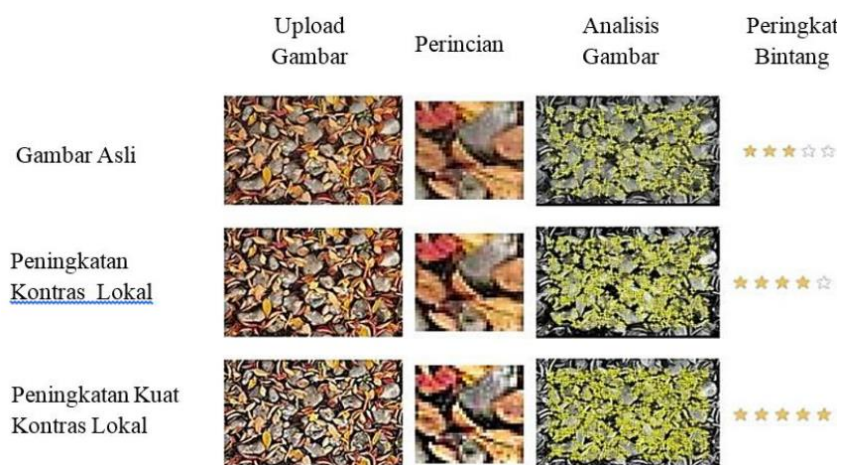 Upload
Gambar
Perincian
Analisis
Gambar
Peringkat
Bintang
Gambar Asli
Peningkatan
Kontras Lokal
Peningkatan Kuat
Kontras Lokal